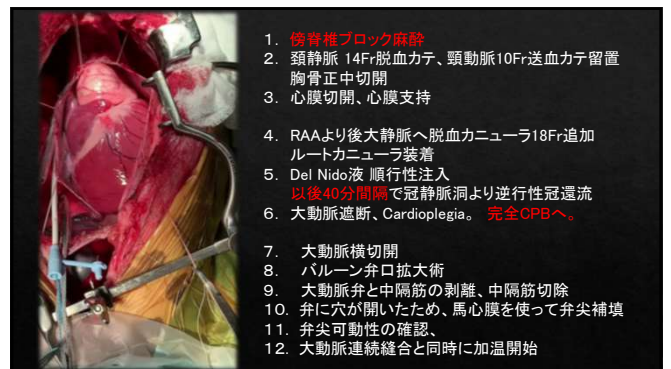 1. 傍脊椎ブロック麻酔
2. 頚静脈 14Fr脱血カテ、頸動脈10Fr送血カテ留置
胸骨正中切開
3. 心膜切開、心膜支持
4. RAAより後大静脈へ脱血カニューラ18Fr追加
ルートカニューラ装着
5. Del Nido液 順行性注入
以後40分間隔で冠静脈洞より逆行性冠還流
6. 大動脈遮断、Cardioplegia。 完全CPBへ。
7. 大動脈横切開
8. バルーン弁口拡大術
9. 大動脈弁と中隔筋の剥離、中隔筋切除
10. 弁に穴が開いたため、馬心膜を使って弁尖補填
11. 弁尖可動性の確認、
12. 大動脈連続縫合と同時に加温開始